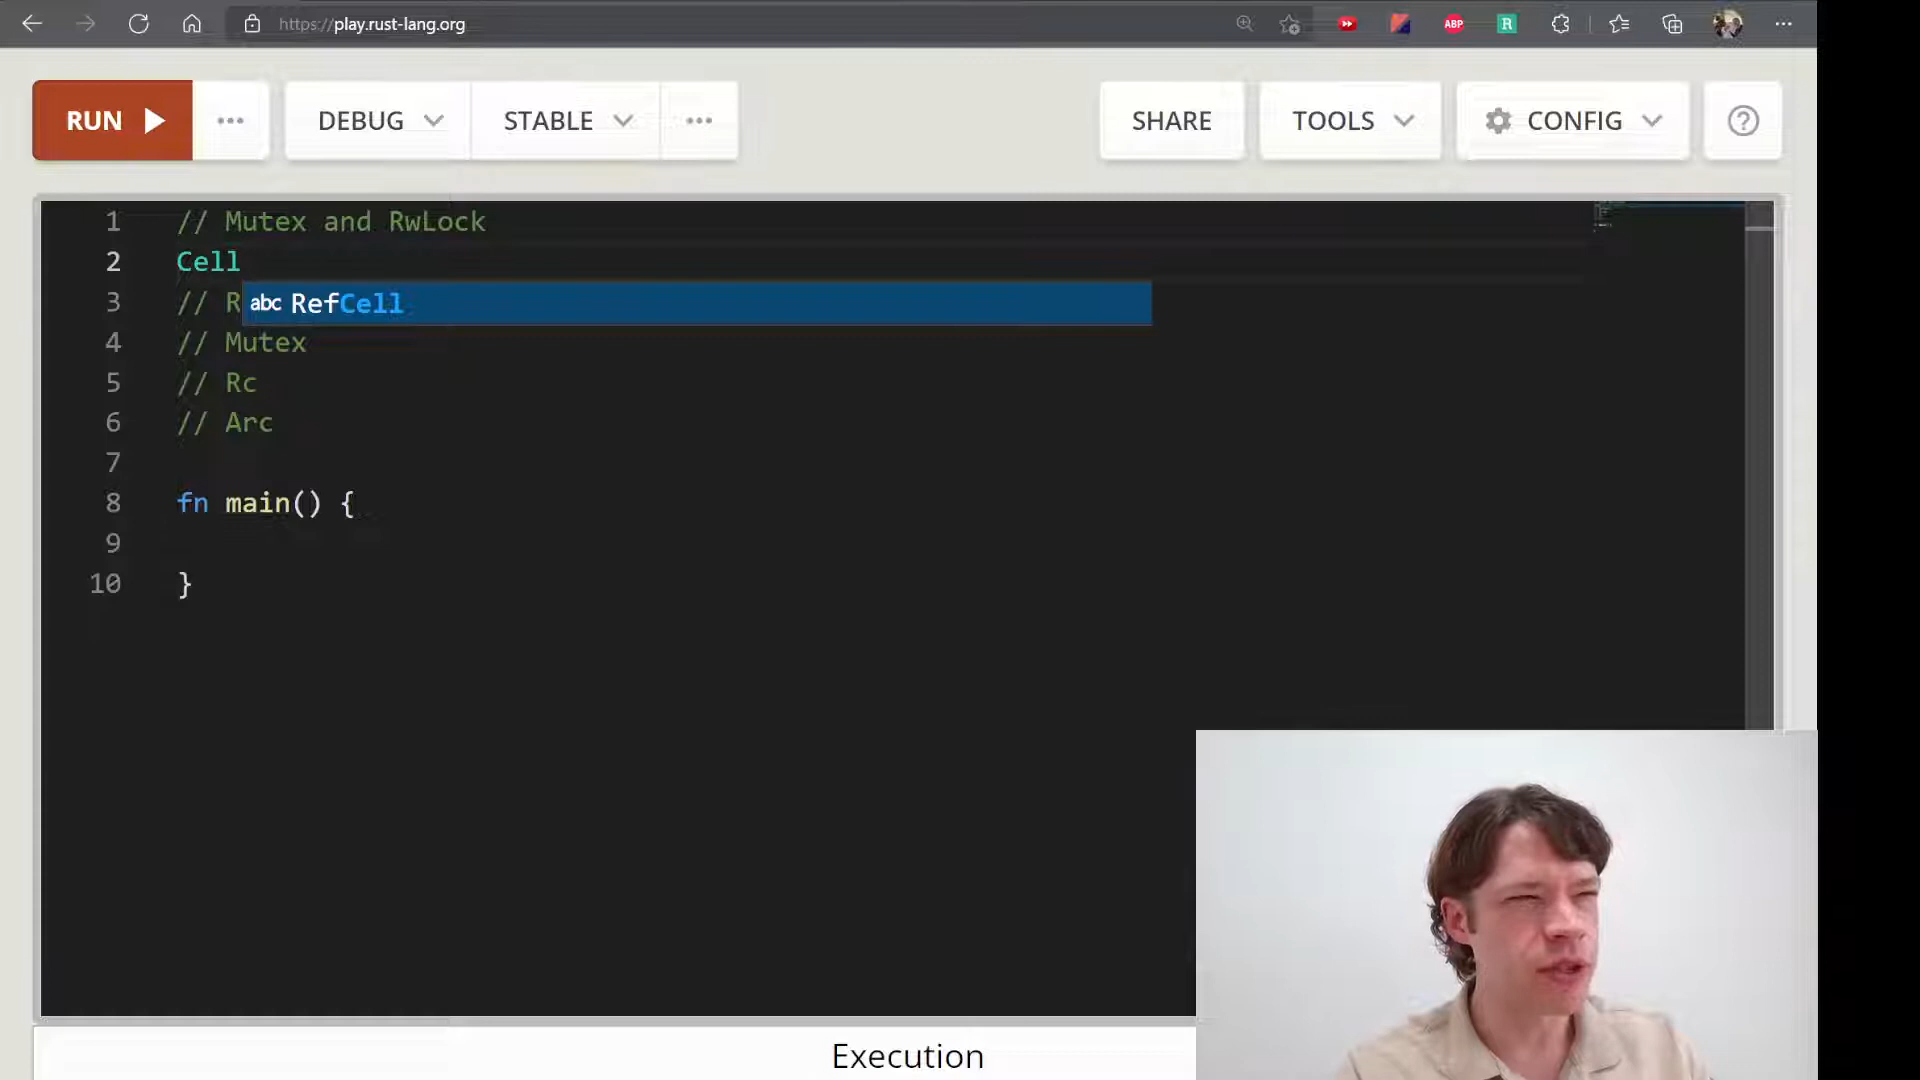 https://play.rust-lang.org
ABP
R
RUN
DEBUG
STABLE
SHARE
TOOLS
CONFIG
1 // Mutex and RwLock
2 Cell
3 // R
abc RefCell
4 // Mutex
5 // Rc
6 // Arc
7
8 fn main() {
9
10 }
Execution